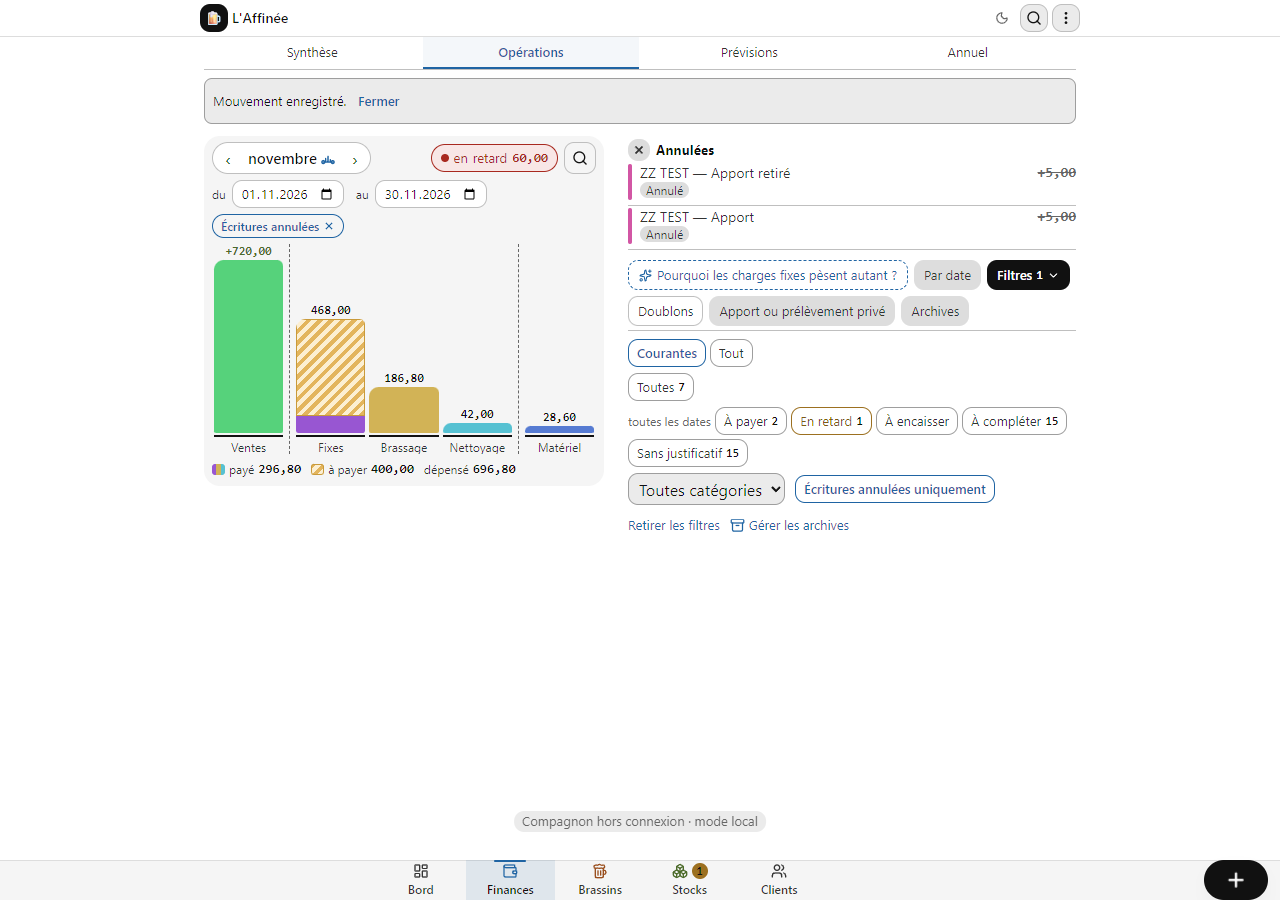 L'Affinée
Synthèse Opérations Prévisions Annuel
Mouvement enregistré. Fermer
‹ novembre › en retard 60,00
du 01.11.2026 au 30.11.2026
Écritures annulées ✕
+720,00
468,00
186,80
42,00
28,60
Ventes Fixes Brassage Nettoyage Matériel
payé 296,80 à payer 400,00 dépensé 696,80
✕ Annulées
ZZ TEST — Apport retiré +5,00
Annulé
ZZ TEST — Apport +5,00
Annulé
Pourquoi les charges fixes pèsent autant ? Par date Filtres 1
Doublons Apport ou prélèvement privé Archives
Courantes Tout
Toutes 7
toutes les dates À payer 2 En retard 1 À encaisser À compléter 15
Sans justificatif 15
Toutes catégories Écritures annulées uniquement
Retirer les filtres Gérer les archives
Compagnon hors connexion · mode local
Bord Finances Brassins Stocks 1 Clients
+